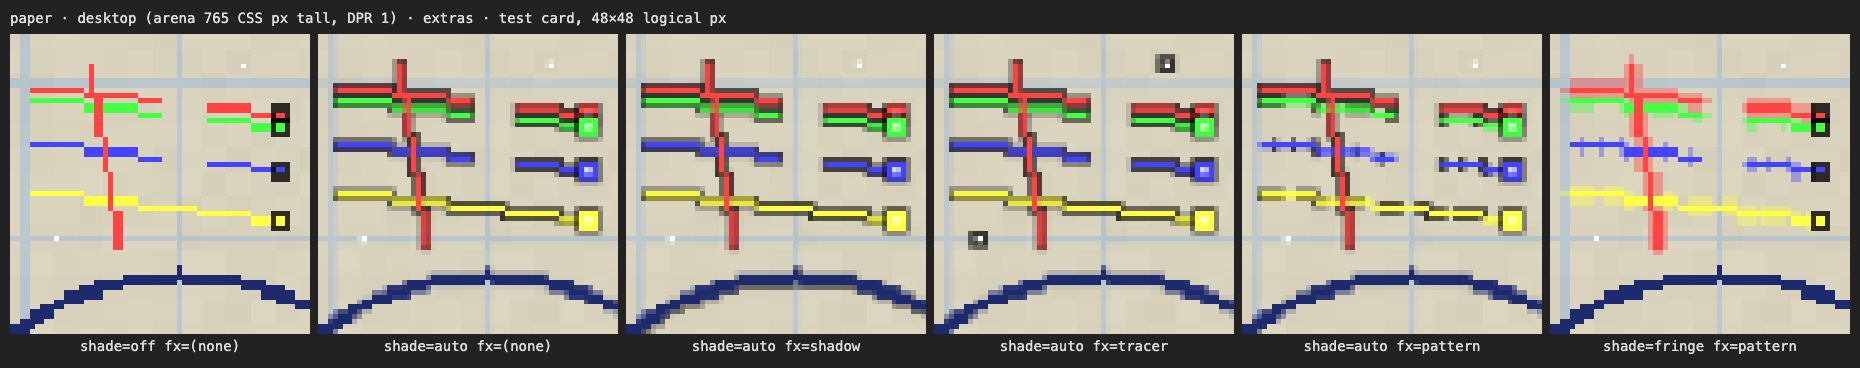 paper · desktop (arena 765 CSS px tall, DPR 1) · extras · test card, 48×48 logical px
shade=off fx=(none)
shade=auto fx=(none)
shade=auto fx=shadow
shade=auto fx=tracer
shade=auto fx=pattern
shade=fringe fx=pattern